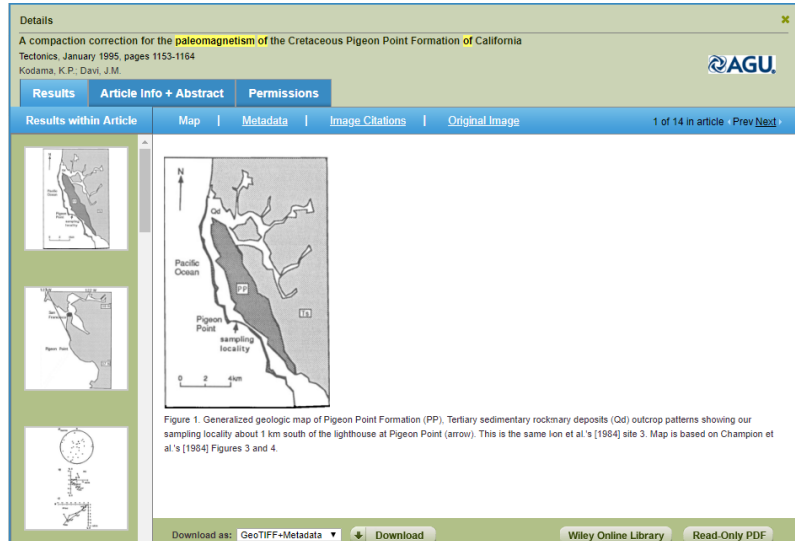 Details
A compaction correction for the paleomagnetism of the Cretaceous Pigeon Point Formation of California
Tectonics, January 1995, pages 1153-1164
Kodama, K.P.; Davi, J.M.
AGU
Results Article Info + Abstract Permissions
Results within Article Map | Metadata | Image Citations | Original Image 1 of 14 in article Prev Next
N
Qd
Pacific
Ocean
PP
Ts
Pigeon
Point
sampling
locality
0 2 4km
Figure 1. Generalized geologic map of Pigeon Point Formation (PP), Tertiary sedimentary rockmary deposits (Qd) outcrop patterns showing our
sampling locality about 1 km south of the lighthouse at Pigeon Point (arrow). This is the same lon et al.'s [1984] site 3. Map is based on Champion et
al.'s [1984] Figures 3 and 4.
Download as: GeoTIFF+Metadata Download Wiley Online Library Read-Only PDF